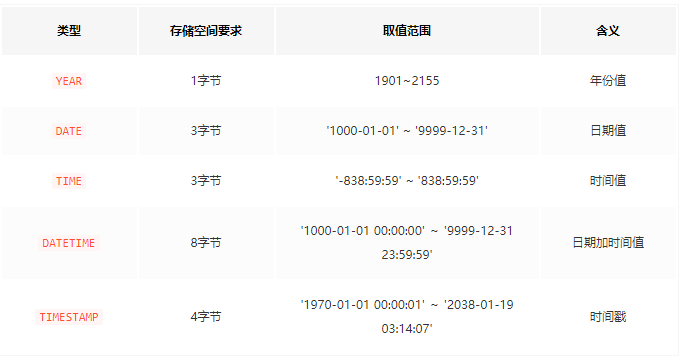 类型 存储空间要求 取值范围 含义
YEAR 1字节 1901~2155 年份值
DATE 3字节 '1000-01-01' ~ '9999-12-31' 日期值
TIME 3字节 '-838:59:59' ~ '838:59:59' 时间值
DATETIME 8字节 '1000-01-01 00:00:00' ~ '9999-12-31
23:59:59' 日期加时间值
TIMESTAMP 4字节 '1970-01-01 00:00:01' ~ '2038-01-19
03:14:07' 时间戳